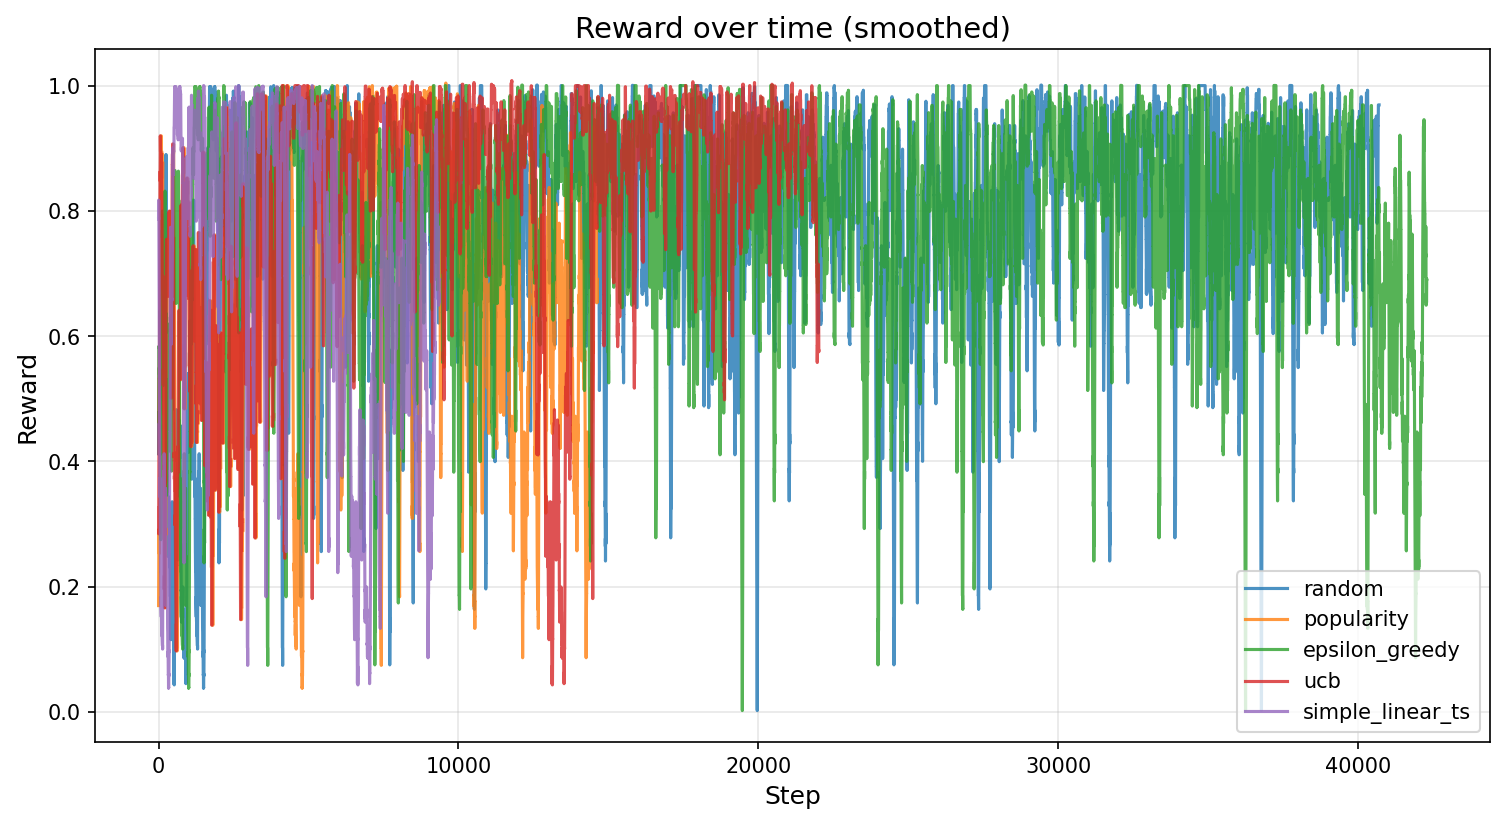 Reward over time (smoothed)
Reward
1.0
0.8
0.6
0.4
0.2
0.0
random
popularity
epsilon_greedy
ucb
simple_linear_ts
0
10000
20000
30000
40000
Step